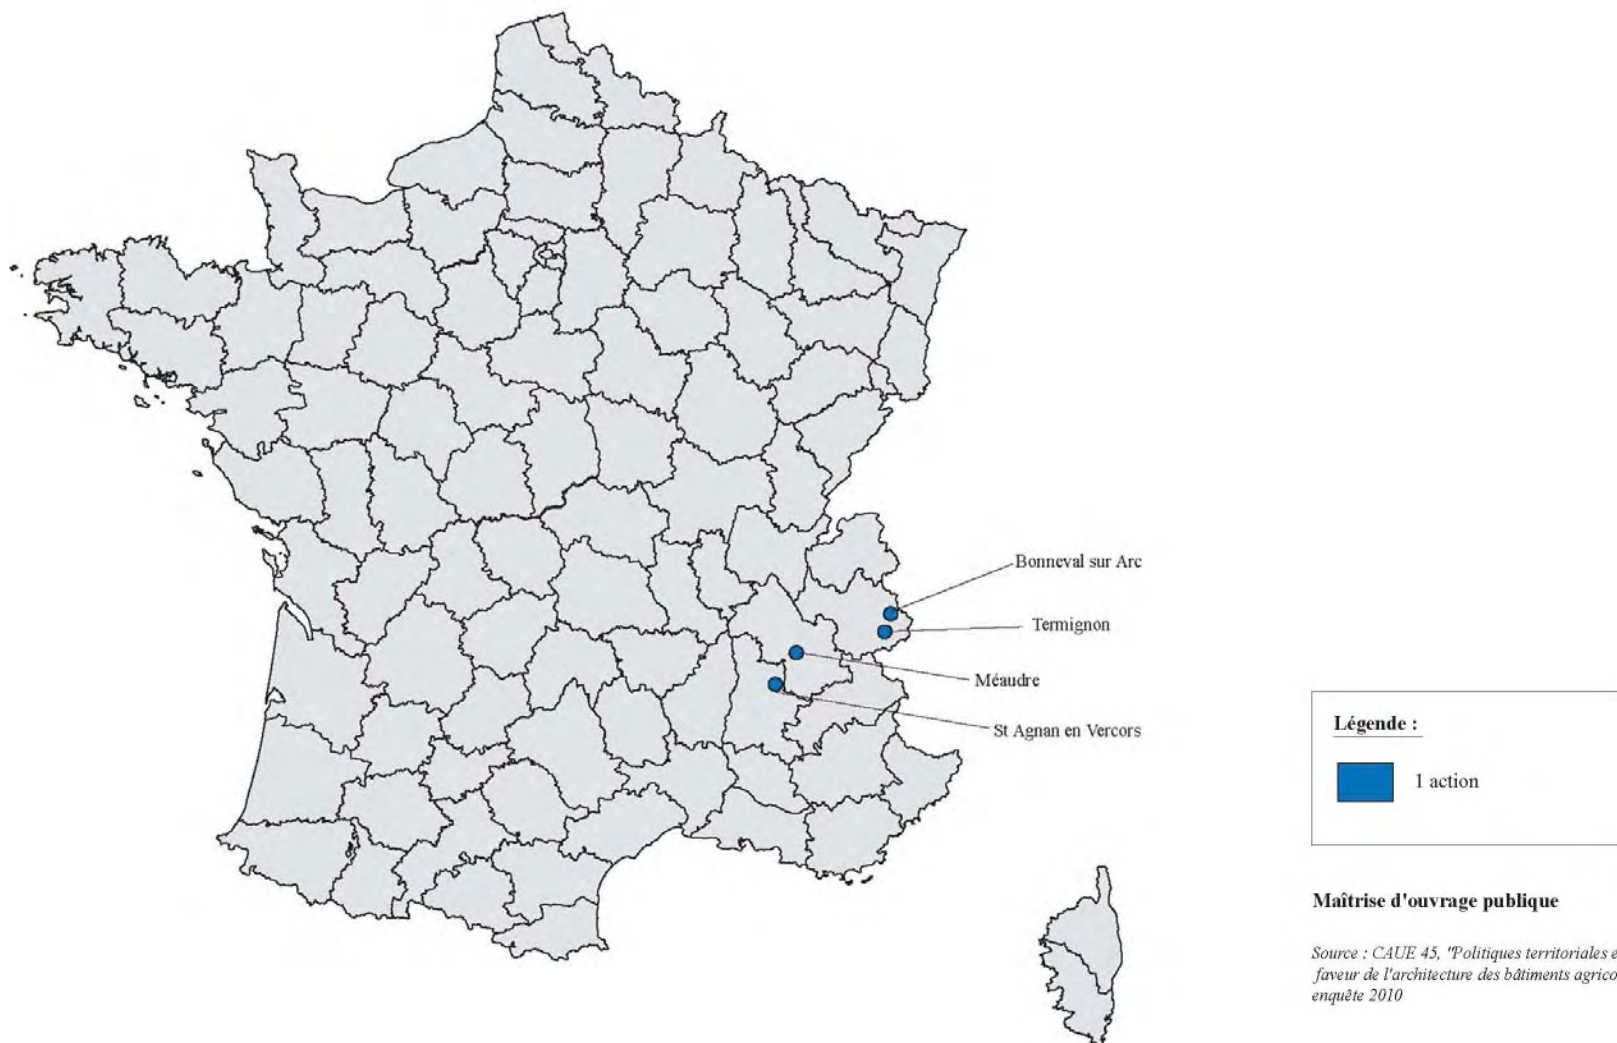 Bonneval sur Arc
Termignon
Méaudre
St Agnan en Vercors
Légende :
1 action
Maîtrise d'ouvrage publique
Source : CAUE 45, "Politiques territoriales e
faveur de l'architecture des bâtiments agrico
enquête 2010